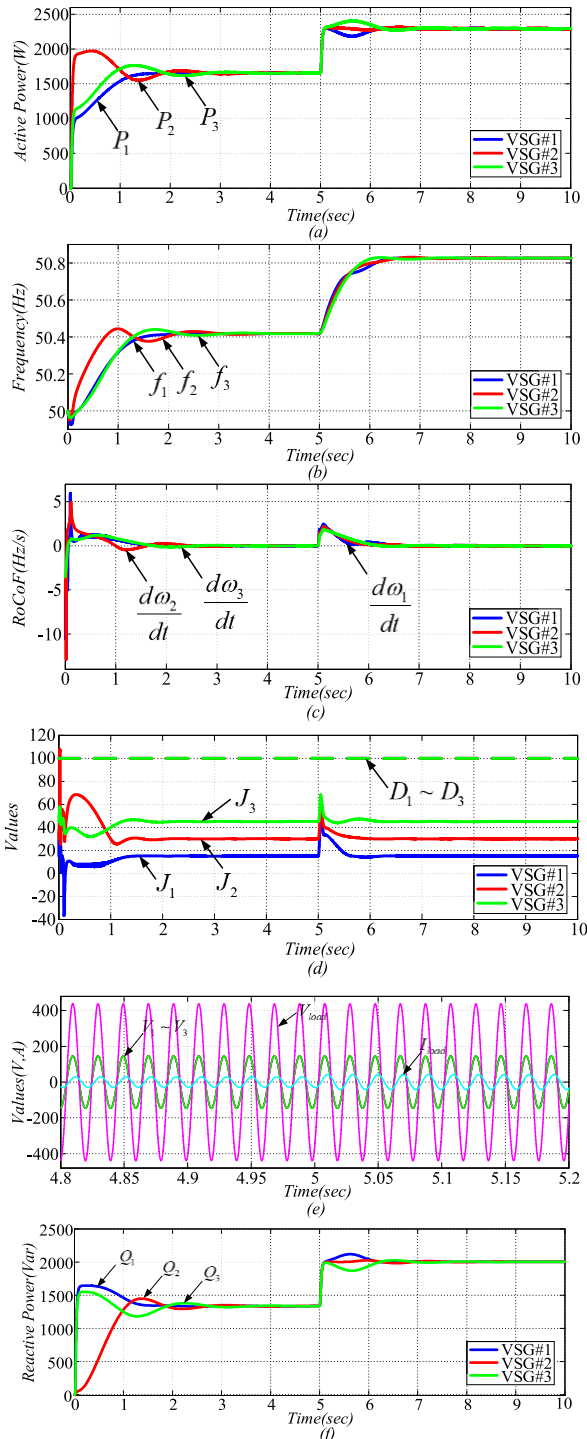 Active Power(W)
2500
2000
1500
1000
500
0
P₁
P₂
P₃
VSG#1
VSG#2
VSG#3
0 1 2 3 4 5 6 7 8 9 10
Time(sec)
(a)
Frequency(Hz)
50.8
50.6
50.4
50.2
50
f₁
f₂
f₃
VSG#1
VSG#2
VSG#3
0 1 2 3 4 5 6 7 8 9 10
Time(sec)
(b)
RoCoF(Hz/s)
5
0
-5
-10
dω₂/dt
dω₃/dt
dω₁/dt
VSG#1
VSG#2
VSG#3
0 1 2 3 4 5 6 7 8 9 10
Time(sec)
(c)
Values
120
100
80
60
40
20
0
-20
-40
D₁ ~ D₃
J₃
J₁
J₂
VSG#1
VSG#2
VSG#3
0 1 2 3 4 5 6 7 8 9 10
Time(sec)
(d)
Values(V,A)
400
200
0
-200
-400
V ~ V₃
V_load
I_load
4.8 4.85 4.9 4.95 5 5.05 5.1 5.15 5.2
Time(sec)
(e)
Reactive Power(Var)
2500
2000
1500
1000
500
0
Q₁
Q₂
Q₃
VSG#1
VSG#2
VSG#3
0 1 2 3 4 5 6 7 8 9 10
Time(sec)
(f)